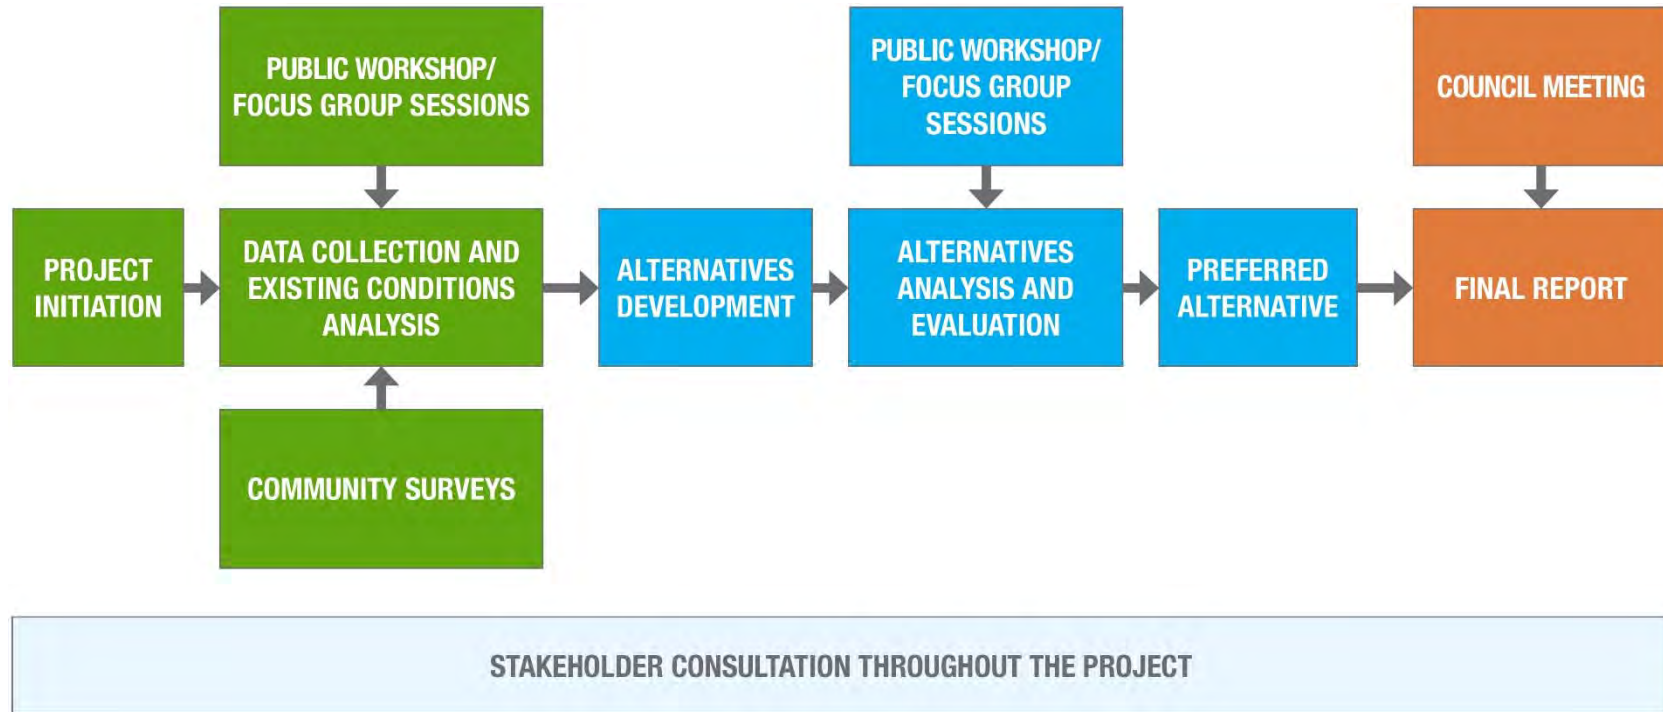 PUBLIC WORKSHOP/
FOCUS GROUP SESSIONS
PUBLIC WORKSHOP/
FOCUS GROUP
SESSIONS
COUNCIL MEETING
PROJECT
INITIATION
DATA COLLECTION AND
EXISTING CONDITIONS
ANALYSIS
ALTERNATIVES
DEVELOPMENT
ALTERNATIVES
ANALYSIS AND
EVALUATION
PREFERRED
ALTERNATIVE
FINAL REPORT
COMMUNITY SURVEYS
STAKEHOLDER CONSULTATION THROUGHOUT THE PROJECT